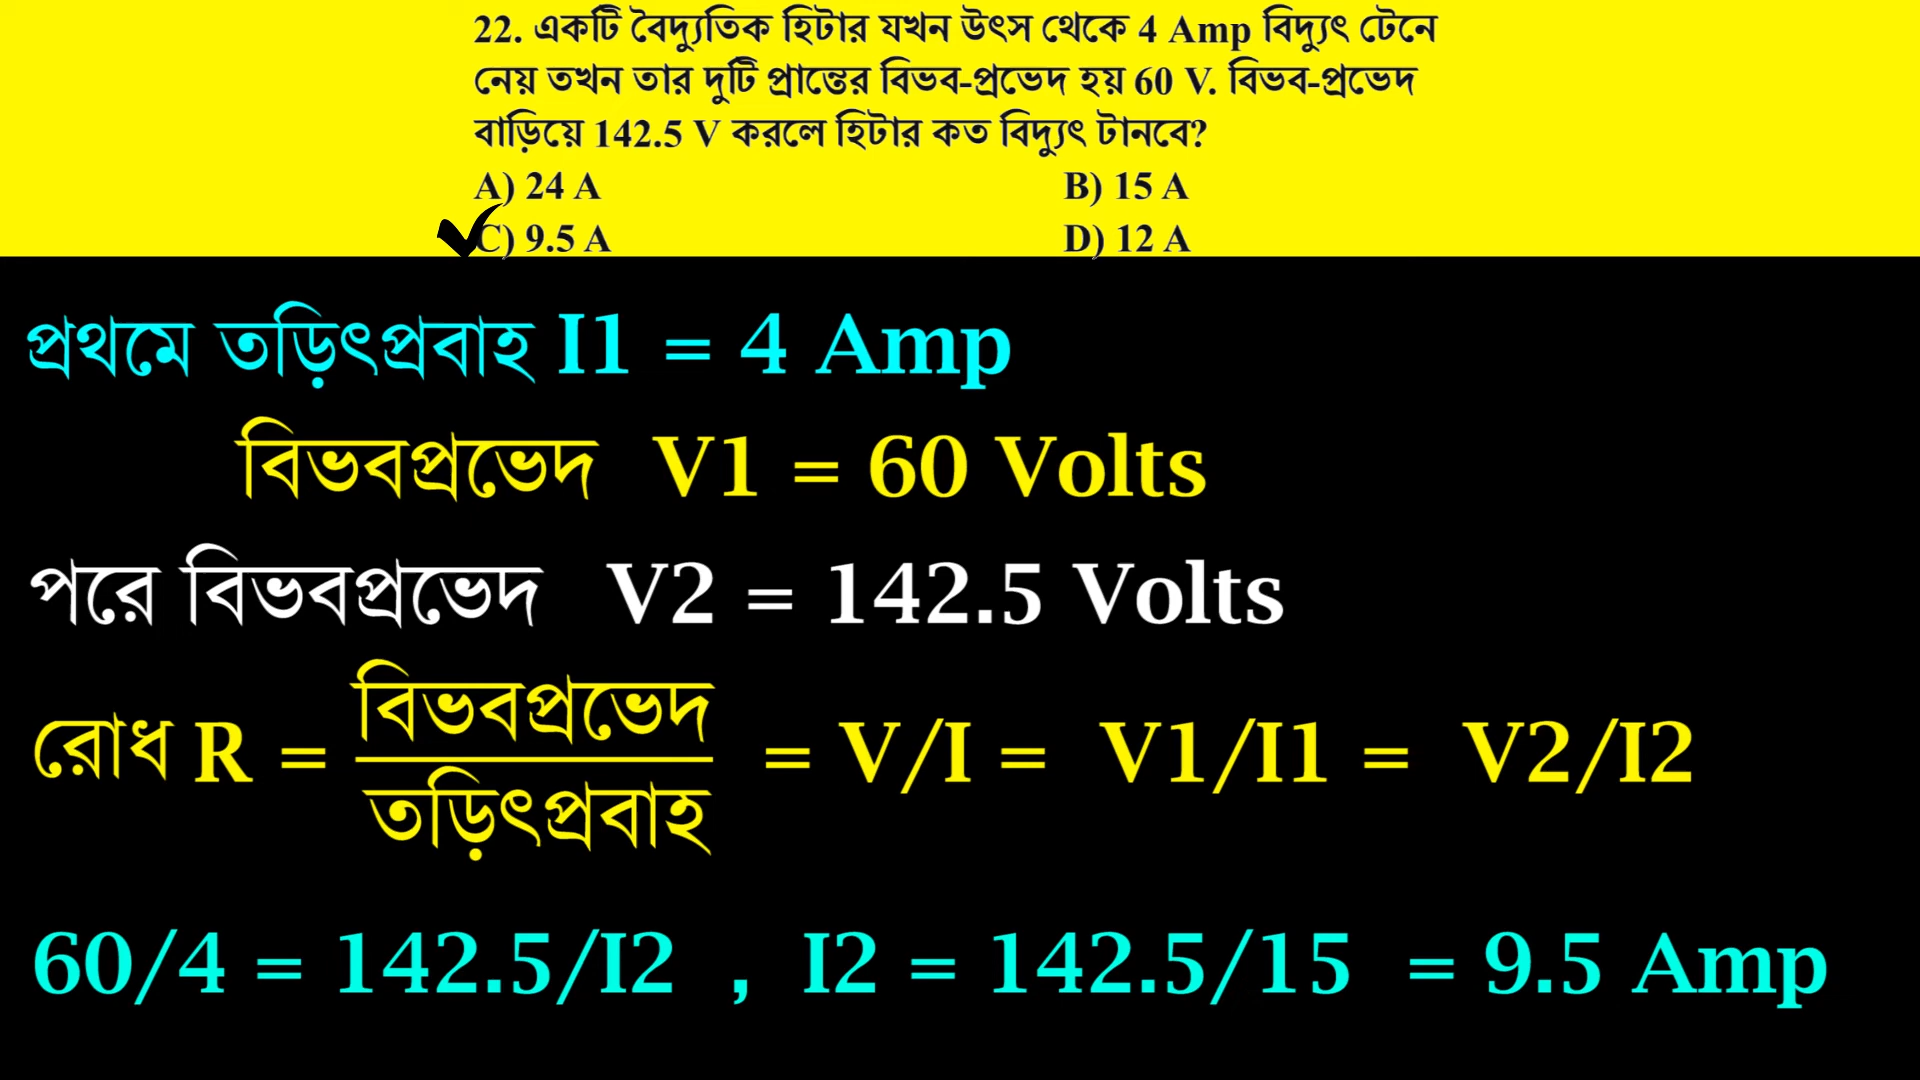 22. একটি বৈদ্যুতিক হিটার যখন উৎস থেকে 4 Amp বিদ্যুৎ টেনে
নেয় তখন তার দুটি প্রান্তের বিভব-প্রভেদ হয় 60 V. বিভব-প্রভেদ
বাড়িয়ে 142.5 V করলে হিটার কত বিদ্যুৎ টানবে?
A) 24 A B) 15 A
C) 9.5 A D) 12 A
প্রথমে তড়িৎপ্রবাহ I1 = 4 Amp
বিভবপ্রভেদ V1 = 60 Volts
পরে বিভবপ্রভেদ V2 = 142.5 Volts
রোধ R = বিভবপ্রভেদ / তড়িৎপ্রবাহ = V/I = V1/I1 = V2/I2
60/4 = 142.5/I2 , I2 = 142.5/15 = 9.5 Amp